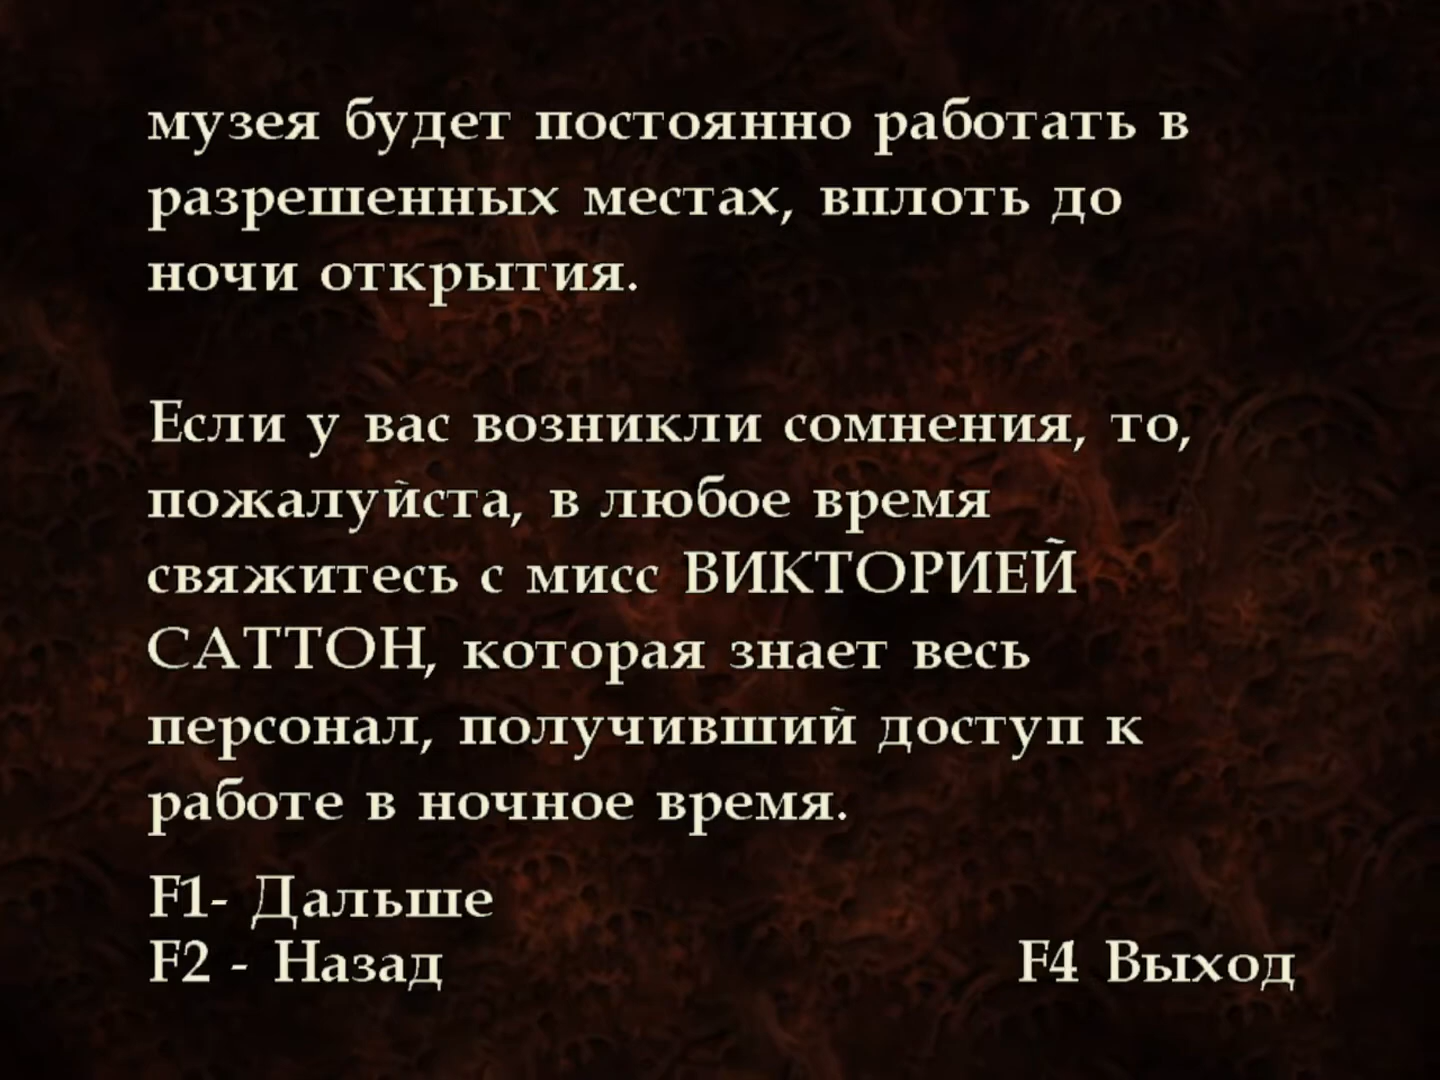 музея будет постоянно работать в
разрешенных местах, вплоть до
ночи открытия.
Если у вас возникли сомнения, то,
пожалуйста, в любое время
свяжитесь с мисс ВИКТОРИЕЙ
САТТОН, которая знает весь
персонал, получивший доступ к
работе в ночное время.
F1- Дальше
F2 - Назад
F4 Выход